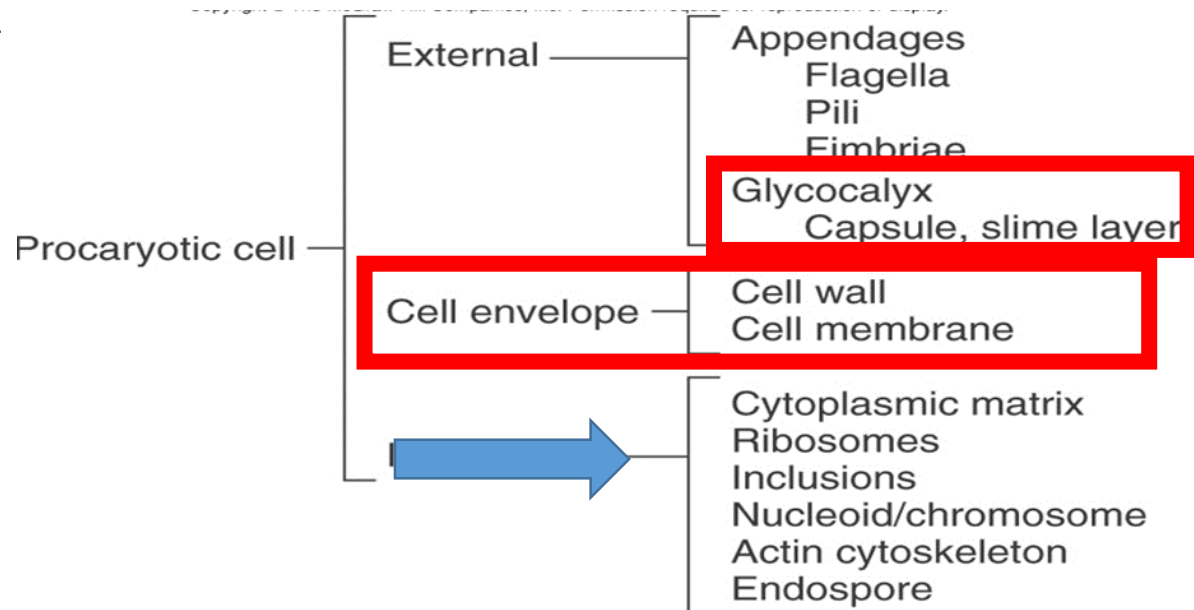 External
Appendages
Flagella
Pili
Fimbriae
Glycocalyx
Capsule, slime layer
Procaryotic cell
Cell envelope
Cell wall
Cell membrane
Cytoplasmic matrix
Ribosomes
Inclusions
Nucleoid/chromosome
Actin cytoskeleton
Endospore